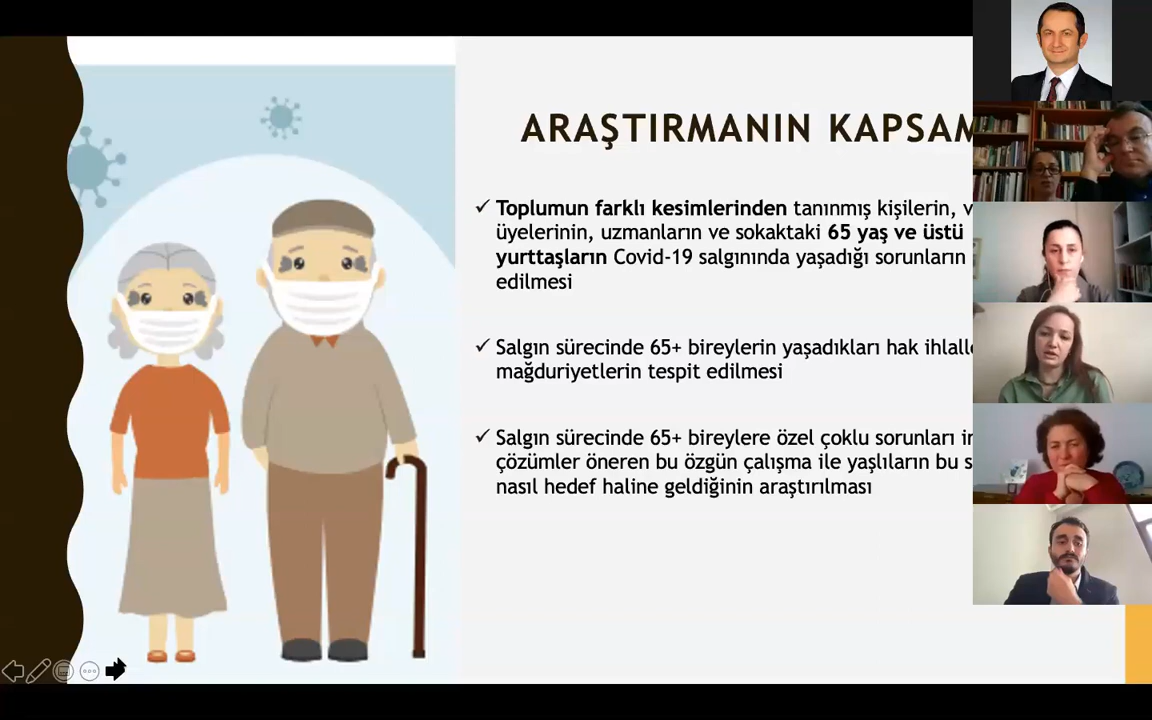 ARAŞTIRMANIN KAPSAM
✓ Toplumun farklı kesimlerinden tanınmış kişilerin,
üyelerinin, uzmanların ve sokaktaki 65 yaş ve üstü
yurttaşların Covid-19 salgınında yaşadığı sorunların
edilmesi
✓ Salgın sürecinde 65+ bireylerin yaşadıkları hak
mağduriyetlerin tespit edilmesi
✓ Salgın sürecinde 65+ bireylere özel çoklu sorunları
çözümler öneren bu özgün çalışma ile yaşlıların bu
nasıl hedef haline geldiğinin araştırılması